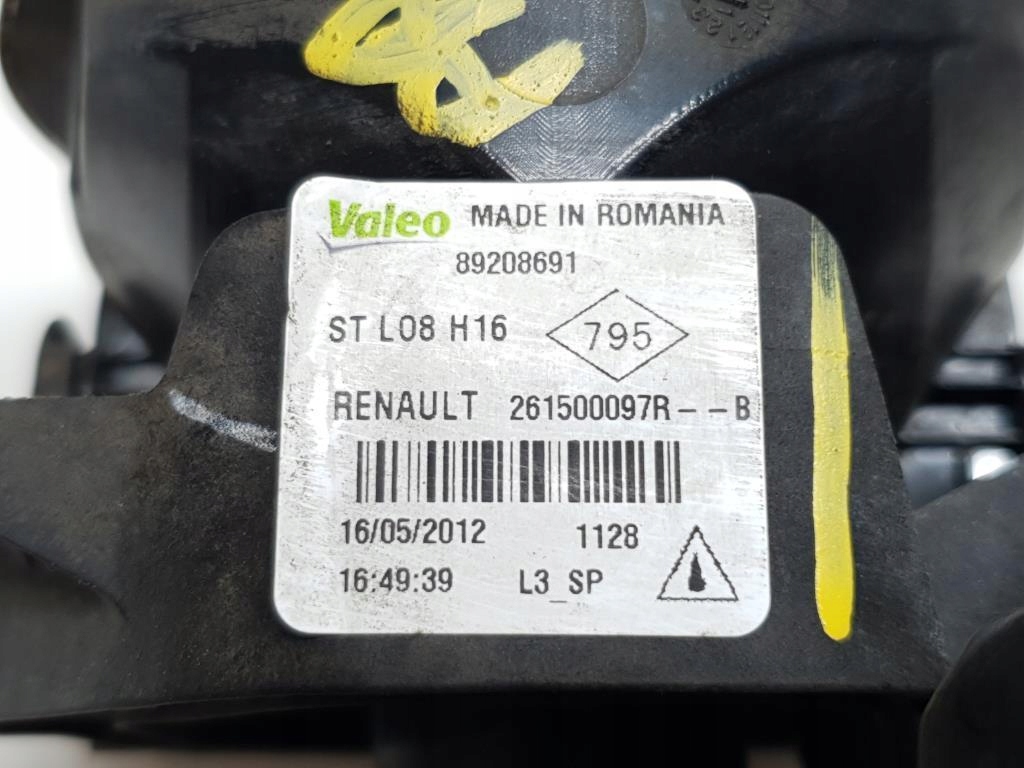 Valeo MADE IN ROMANIA
89208691
ST L08 H16 795
RENAULT 261500097R--B
16/05/2012 1128
16:49:39 L3_SP